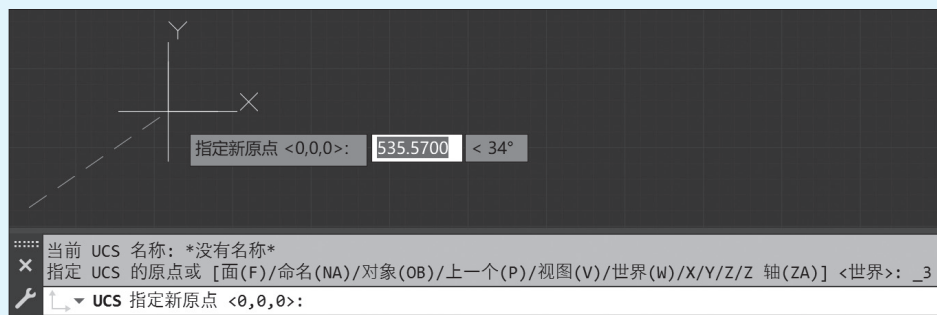 Y
X
指定新原点 <0,0,0>: 535.5700 < 34°
当前 UCS 名称: *没有名称*
指定 UCS 的原点或 [面(F)/命名(NA)/对象(OB)/上一个(P)/视图(V)/世界(W)/X/Y/Z/Z 轴(ZA)] <世界>: _3
UCS 指定新原点 <0,0,0>: